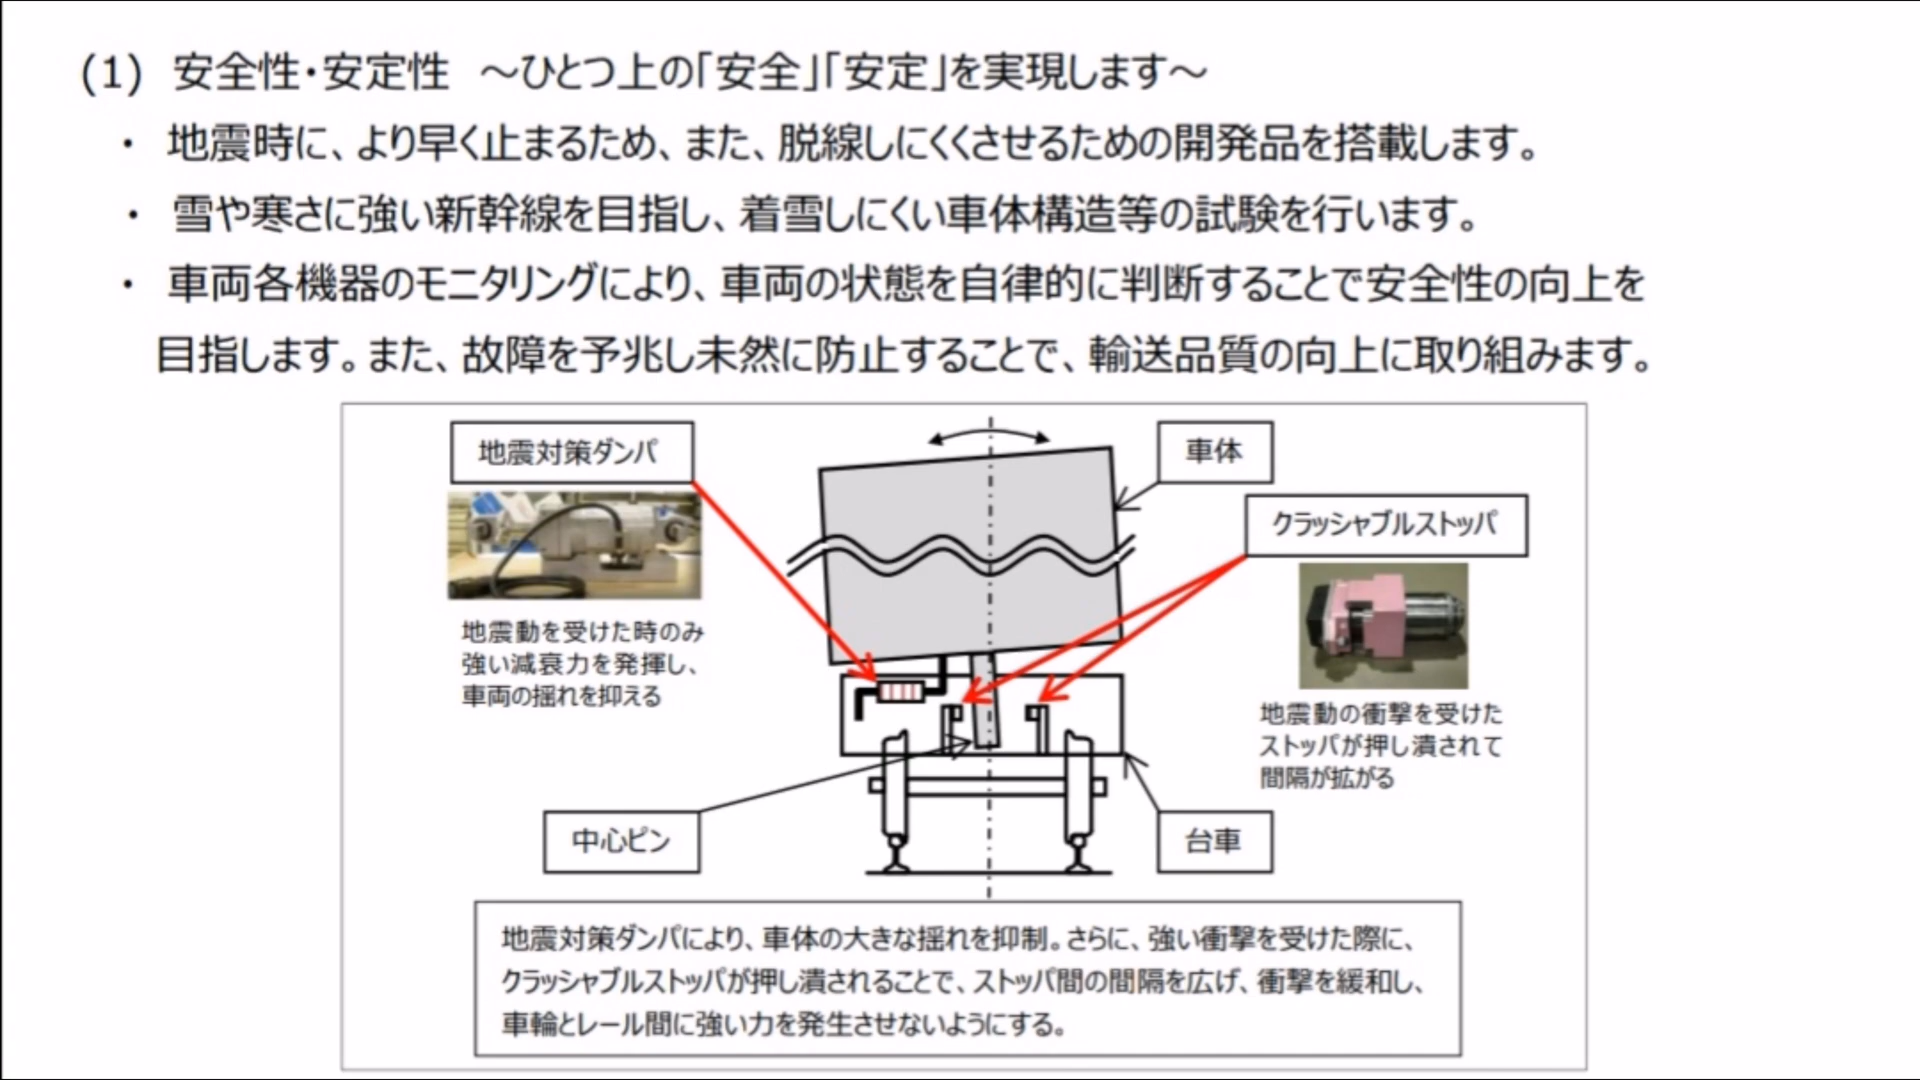 (1) 安全性・安定性 ～ひとつ上の「安全」「安定」を実現します～
・ 地震時に、より早く止まるため、また、脱線しにくくさせるための開発品を搭載します。
・ 雪や寒さに強い新幹線を目指し、着雪しにくい車体構造等の試験を行います。
・ 車両各機器のモニタリングにより、車両の状態を自律的に判断することで安全性の向上を
目指します。また、故障を予兆し未然に防止することで、輸送品質の向上に取り組みます。
地震対策ダンパ
車体
クラッシャブルストッパ
地震動を受けた時のみ
強い減衰力を発揮し、
車両の揺れを抑える
地震動の衝撃を受けた
ストッパが押し潰されて
間隔が拡がる
中心ピン
台車
地震対策ダンパにより、車体の大きな揺れを抑制。さらに、強い衝撃を受けた際に、
クラッシャブルストッパが押し潰されることで、ストッパ間の間隔を広げ、衝撃を緩和し、
車輪とレール間に強い力を発生させないようにする。